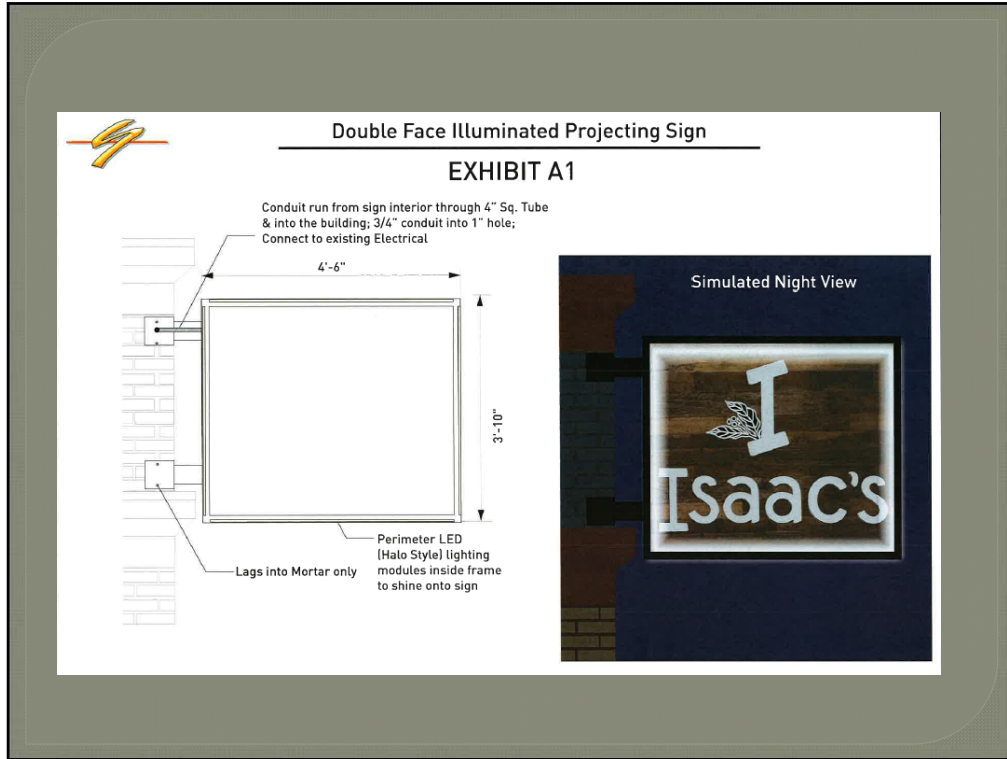 Double Face Illuminated Projecting Sign
EXHIBIT A1
Conduit run from sign interior through 4" Sq. Tube
& into the building; 3/4" conduit into 1" hole;
Connect to existing Electrical
4'-6"
3'-10"
Perimeter LED
(Halo Style) lighting
modules inside frame
to shine onto sign
Lags into Mortar only
Simulated Night View
I
Isaac's